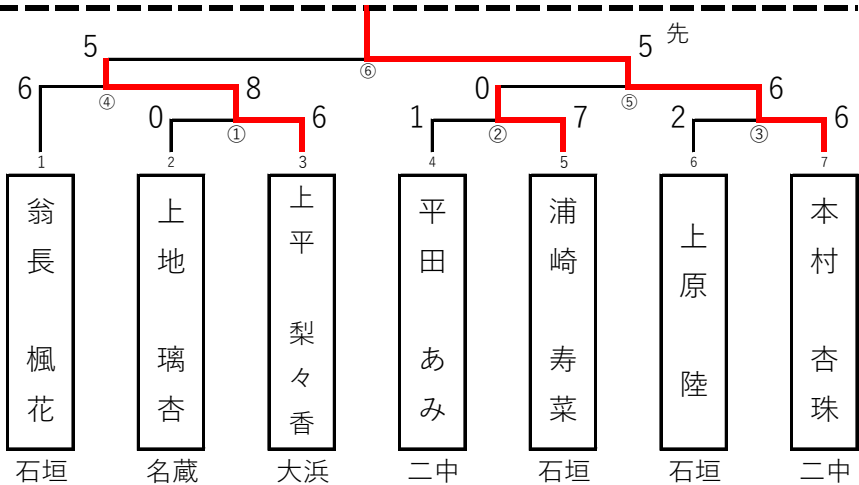 5 ⑥ 5 先
6 ④ 8 0 ⑤ 6
0 ① 6 1 ② 7 2 ③ 6
1 2 3 4 5 6 7
翁長 楓花
上地 璃杏
上平 梨々香
平田 あみ
浦崎 寿菜
上原 陸
本村 杏珠
石垣 名蔵 大浜 二中 石垣 石垣 二中